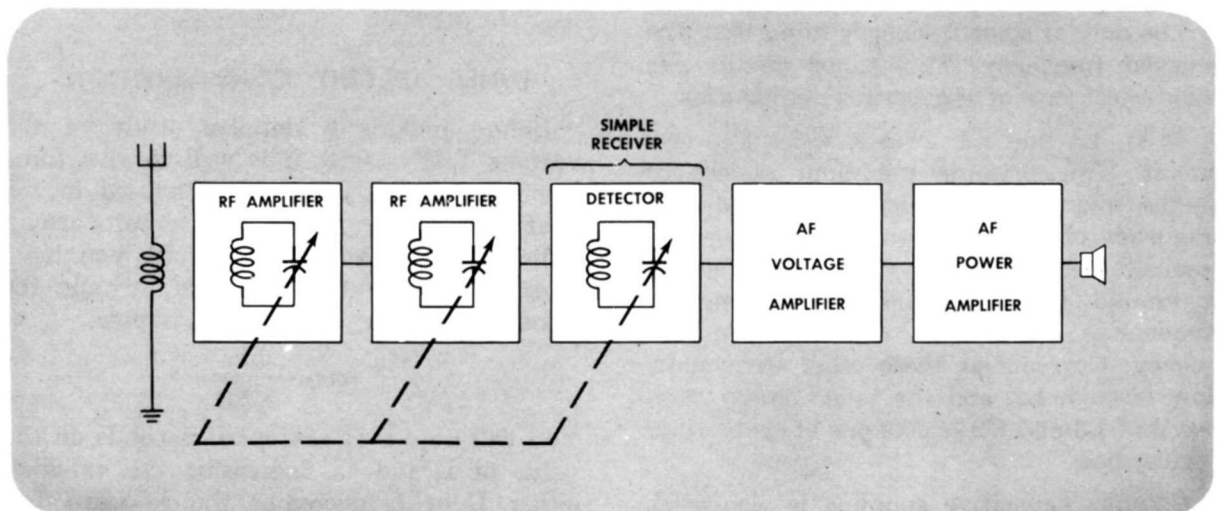 SIMPLE
RECEIVER
RF AMPLIFIER
RF AMPLIFIER
DETECTOR
AF
VOLTAGE
AMPLIFIER
AF
POWER
AMPLIFIER